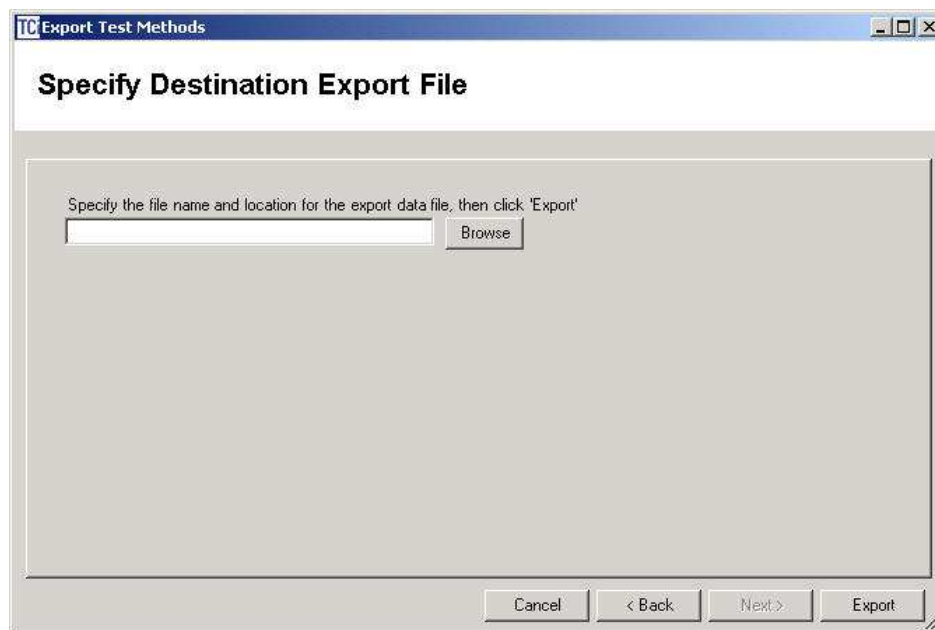 TC Export Test Methods
Specify Destination Export File
Specify the file name and location for the export data file, then click 'Export'
Browse
Cancel
< Back
Next >
Export